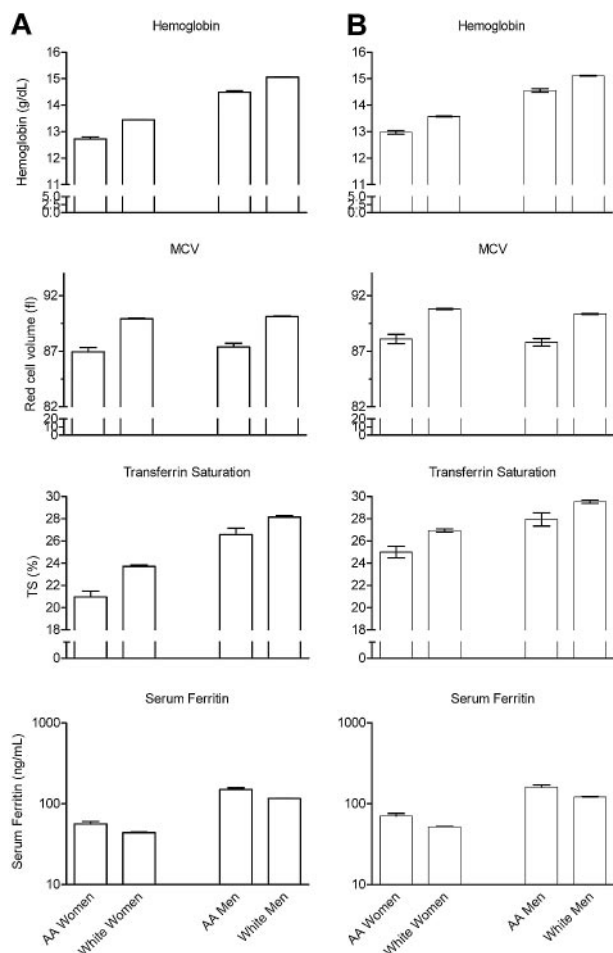 A
B
Hemoglobin
Hemoglobin
Hemoglobin (g/dL)
16
15
14
13
12
11
5.0
2.5
0.0
16
15
14
13
12
11
5.0
2.5
0.0
MCV
MCV
Red cell volume (fl)
92
87
82
20
10
0
92
87
82
20
10
0
Transferrin Saturation
Transferrin Saturation
TS (%)
30
28
26
24
22
20
18
0
30
28
26
24
22
20
18
0
Serum Ferritin
Serum Ferritin
Serum Ferritin (ng/mL)
1000
100
10
1000
100
10
AA Women
White Women
AA Men
White Men
AA Women
White Women
AA Men
White Men